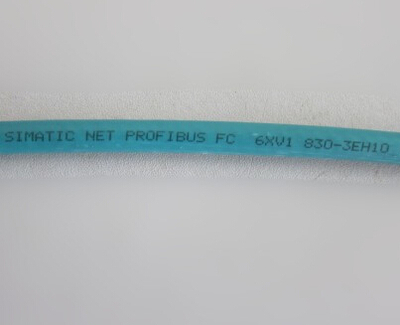 SIMATIC NET PROFIBUS FC 6XV1 830-3EH10